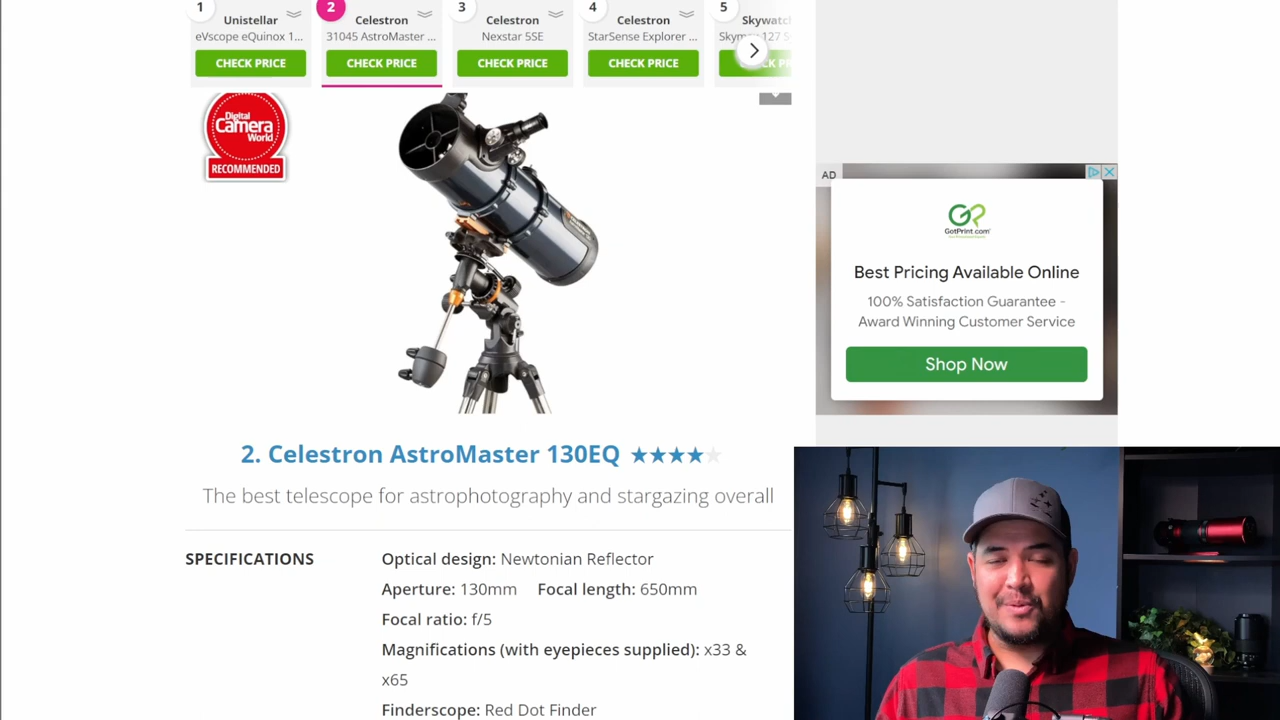 1
Unistellar
eVscope eQuinox 1...
CHECK PRICE
2
Celestron
31045 AstroMaster ...
CHECK PRICE
3
Celestron
Nexstar 5SE
CHECK PRICE
4
Celestron
StarSense Explorer ...
CHECK PRICE
5
Skywatc
127
Digital
Camera
World
RECOMMENDED
AD
GotPrint.com
Best Pricing Available Online
100% Satisfaction Guarantee -
Award Winning Customer Service
Shop Now
2. Celestron AstroMaster 130EQ
The best telescope for astrophotography and stargazing overall
SPECIFICATIONS
Optical design: Newtonian Reflector
Aperture: 130mm Focal length: 650mm
Focal ratio: f/5
Magnifications (with eyepieces supplied): x33 &
x65
Finderscope: Red Dot Finder